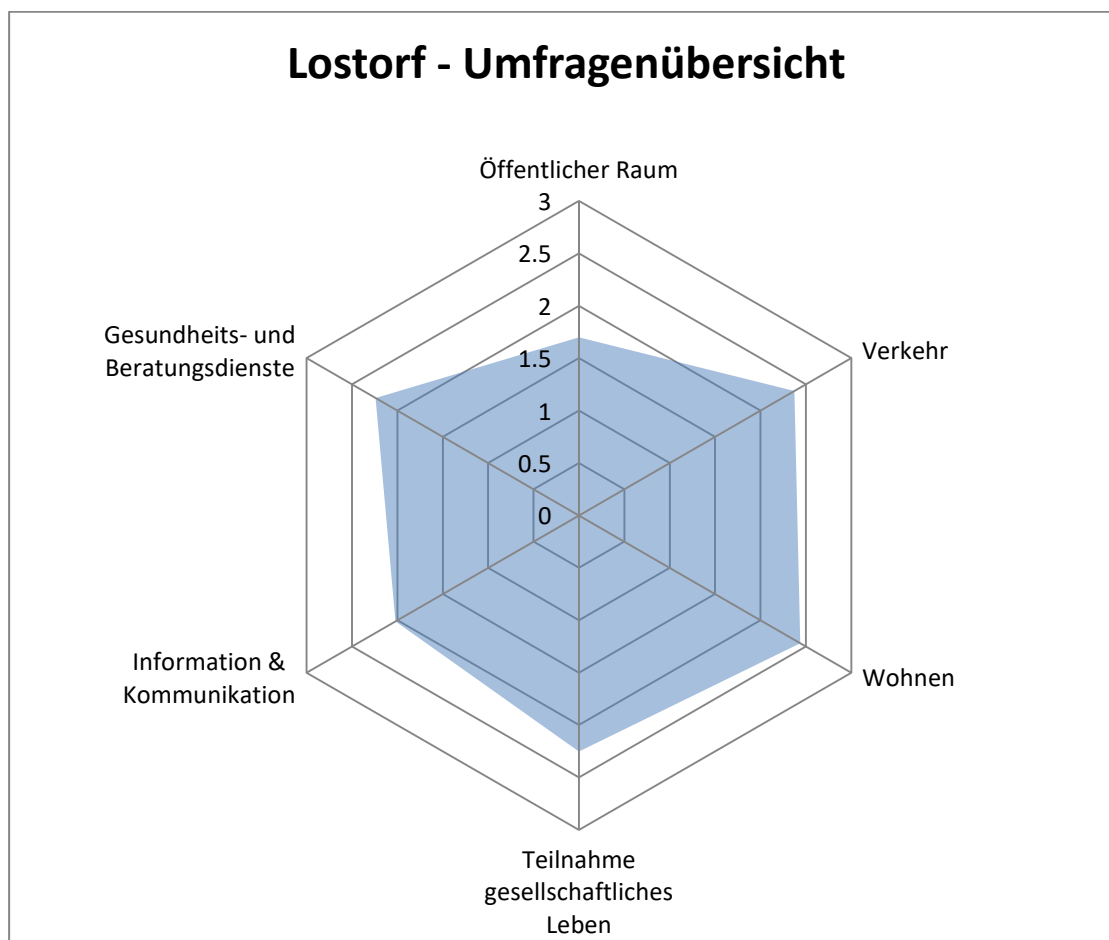 Lostorf - Umfragenübersicht
Öffentlicher Raum
3
2.5
2
1.5
1
0.5
0
Verkehr
Wohnen
Teilnahme
gesellschaftliches
Leben
Information &
Kommunikation
Gesundheits- und
Beratungsdienste